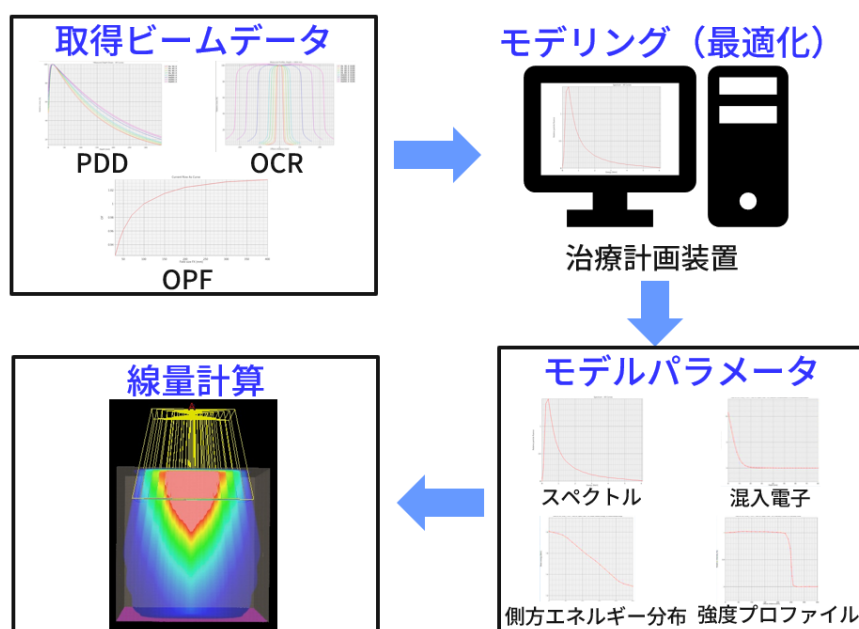 取得ビームデータ
PDD
OCR
OPF
モデリング（最適化）
治療計画装置
モデルパラメータ
スペクトル
混入電子
側方エネルギー分布
強度プロファイル
線量計算